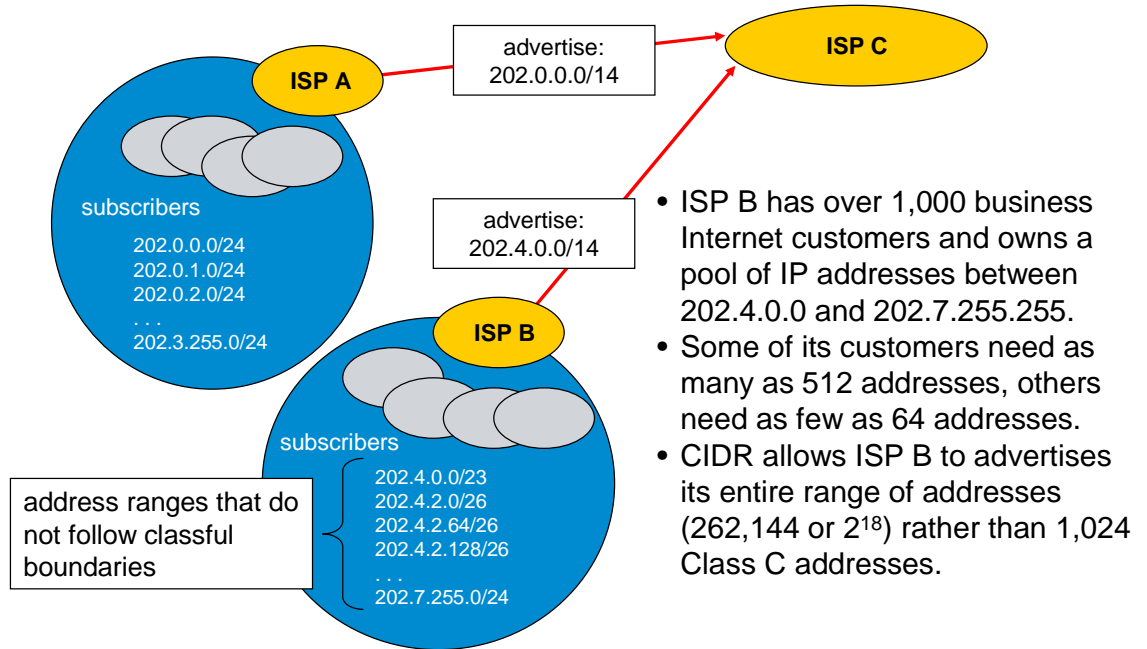 ISP A
advertise:
202.0.0.0/14
ISP C
subscribers
202.0.0.0/24
202.0.1.0/24
202.0.2.0/24
. . .
202.3.255.0/24
advertise:
202.4.0.0/14
ISP B
subscribers
202.4.0.0/23
202.4.2.0/26
202.4.2.64/26
202.4.2.128/26
. . .
202.7.255.0/24
address ranges that do
not follow classful
boundaries
• ISP B has over 1,000 business
Internet customers and owns a
pool of IP addresses between
202.4.0.0 and 202.7.255.255.
• Some of its customers need as
many as 512 addresses, others
need as few as 64 addresses.
• CIDR allows ISP B to advertises
its entire range of addresses
(262,144 or 2¹⁸) rather than 1,024
Class C addresses.